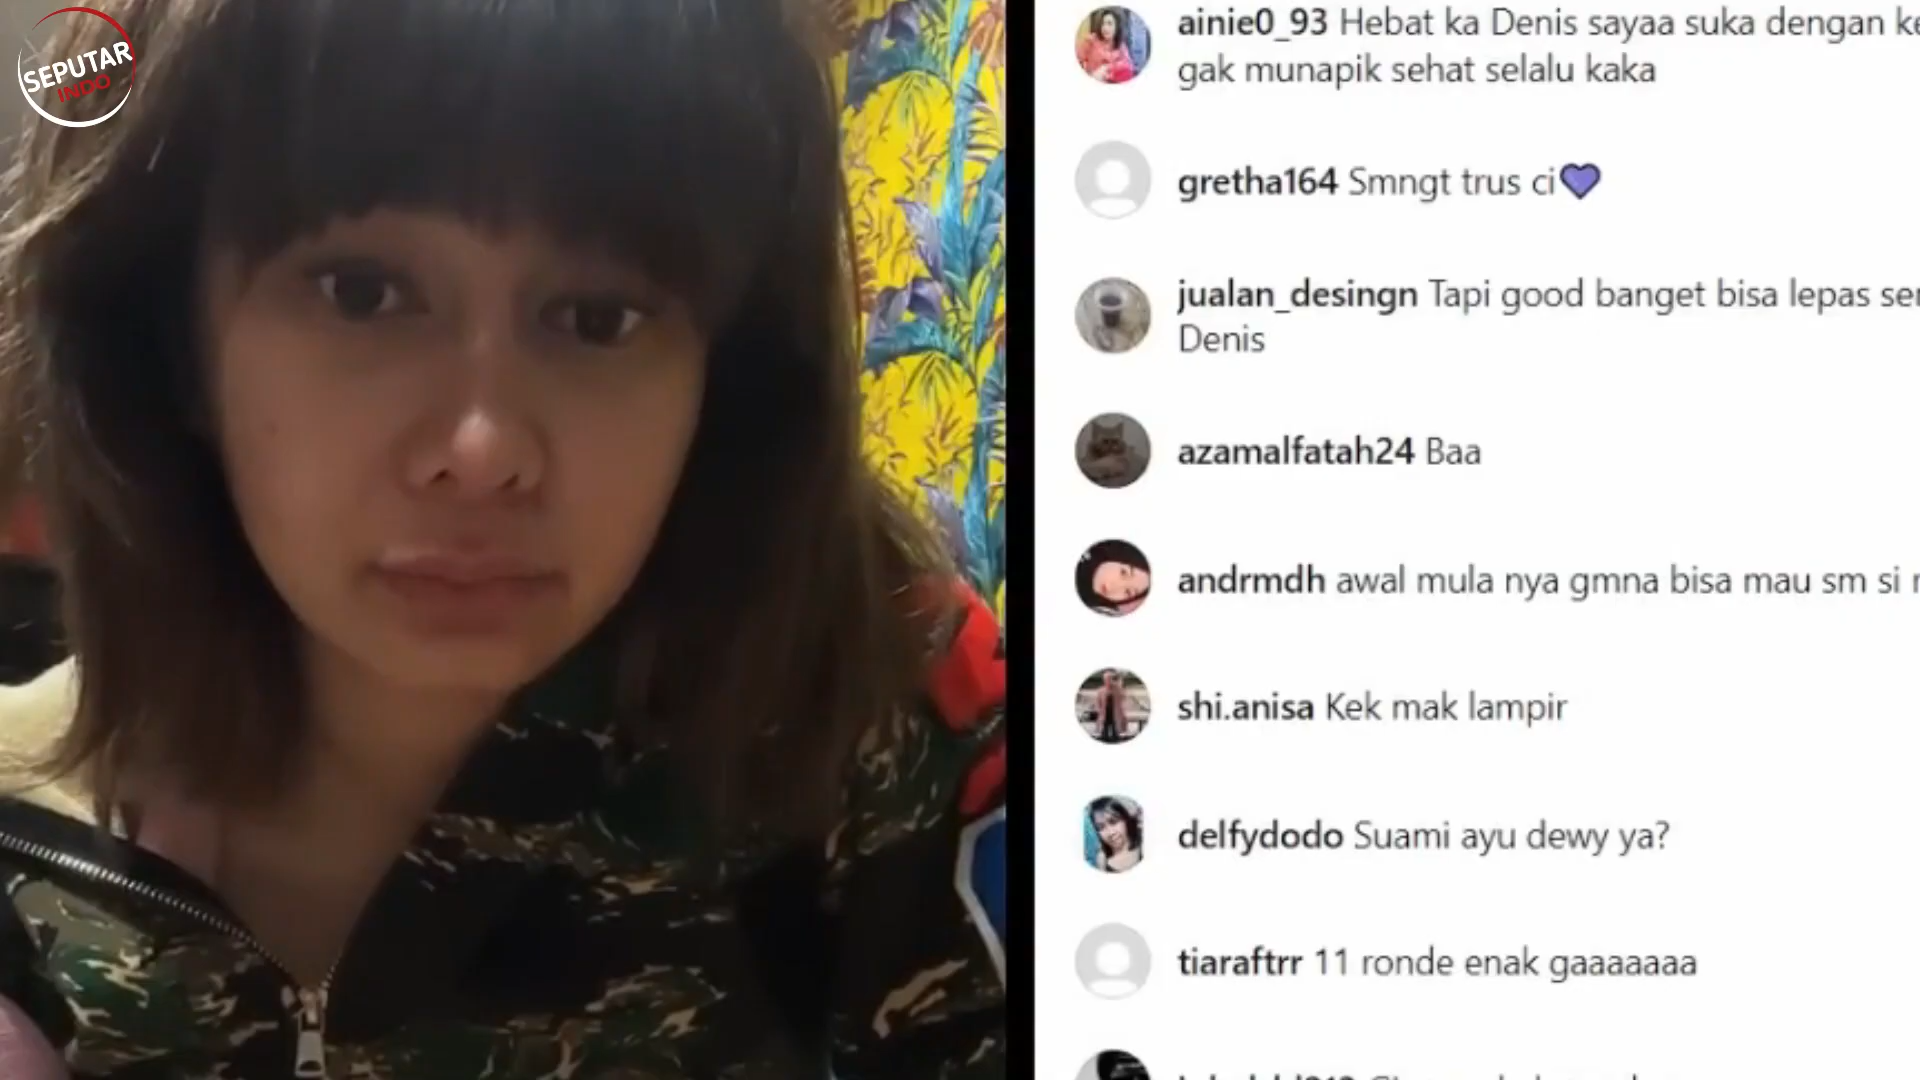 SEPUTAR
INDO
ainie0_93 Hebat ka Denis sayaa suka dengan
gak munapik sehat selalu kaka
gretha164 Smngt trus ci💜
jualan_desingn Tapi good banget bisa lepas
Denis
azamalfatah24 Baa
andrmdh awal mula nya gmna bisa mau sm si
shi.anisa Kek mak lampir
delfydodo Suami ayu dewy ya?
tiaraftrr 11 ronde enak gaaaaaaa